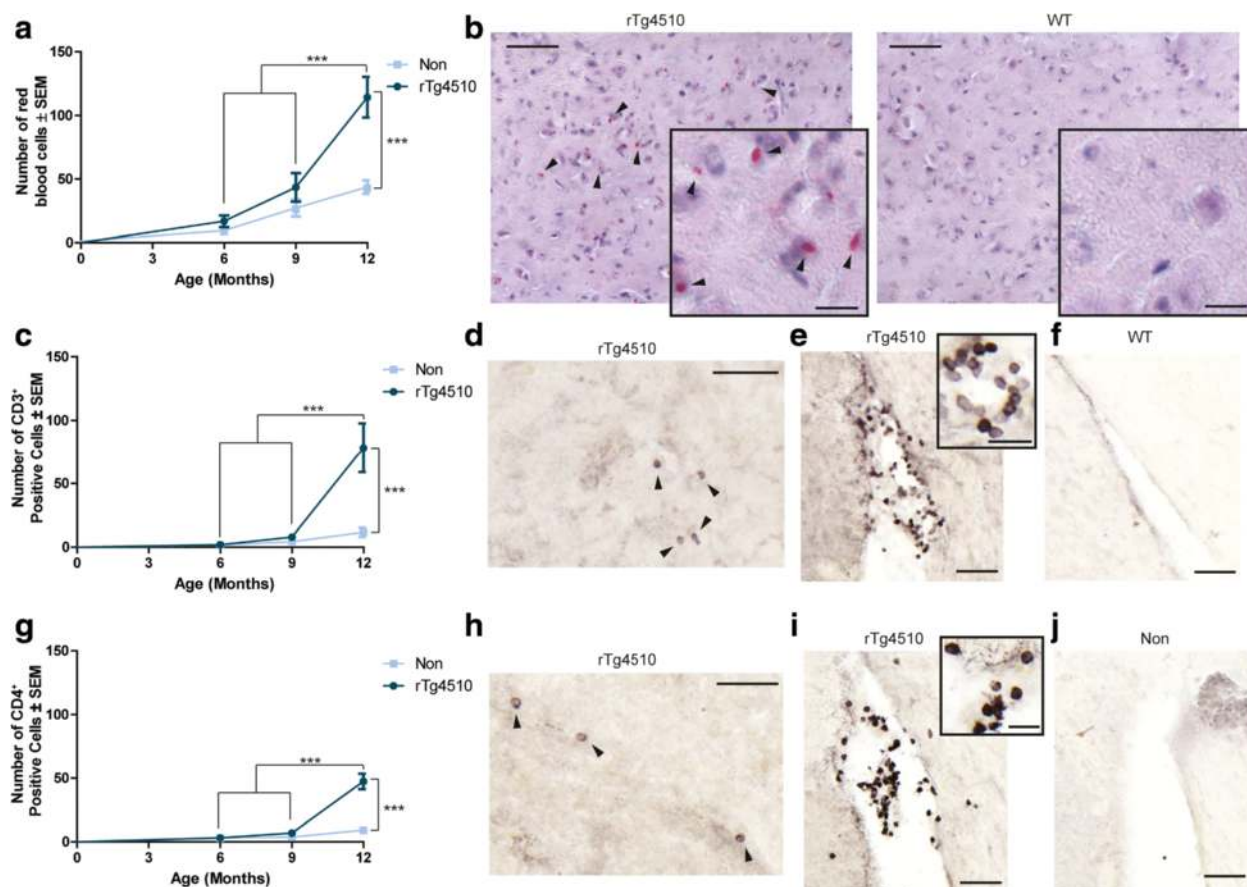 a
Number of red
blood cells ± SEM
150
100
50
0
0 3 6 9 12
Age (Months)
***
***
Non
rTg4510
b
rTg4510
WT
c
Number of CD3⁺
Positive Cells ± SEM
150
100
50
0
0 3 6 9 12
Age (Months)
***
***
Non
rTg4510
d
rTg4510
e
rTg4510
f
WT
g
Number of CD4⁺
Positive Cells ± SEM
150
100
50
0
0 3 6 9 12
Age (Months)
***
***
Non
rTg4510
h
rTg4510
i
rTg4510
j
Non